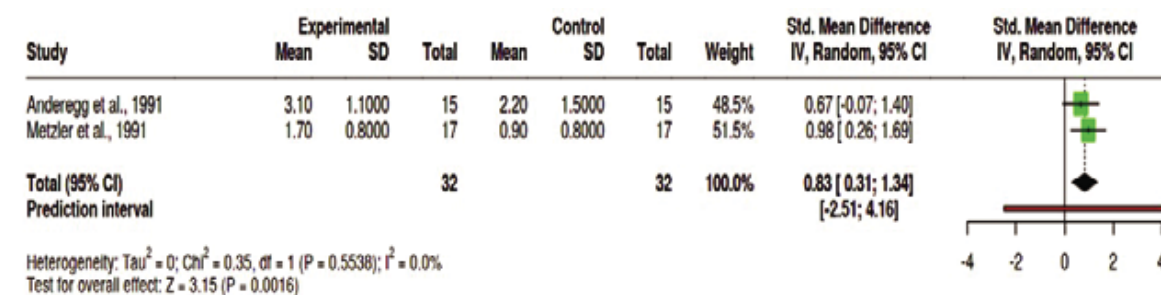 Experimental Control Std. Mean Difference Std. Mean Difference
Study Mean SD Total Mean SD Total Weight IV, Random, 95% CI IV, Random, 95% CI
Anderegg et al., 1991 3.10 1.1000 15 2.20 1.5000 15 48.5% 0.67 [-0.07; 1.40]
Metzler et al., 1991 1.70 0.8000 17 0.90 0.8000 17 51.5% 0.98 [ 0.26; 1.69]
Total (95% CI) 32 32 100.0% 0.83 [ 0.31; 1.34]
Prediction interval [-2.51; 4.16]
Heterogeneity: Tau² = 0; Chi² = 0.35, df = 1 (P = 0.5538); I² = 0.0%
Test for overall effect: Z = 3.15 (P = 0.0016)
-4 -2 0 2 4